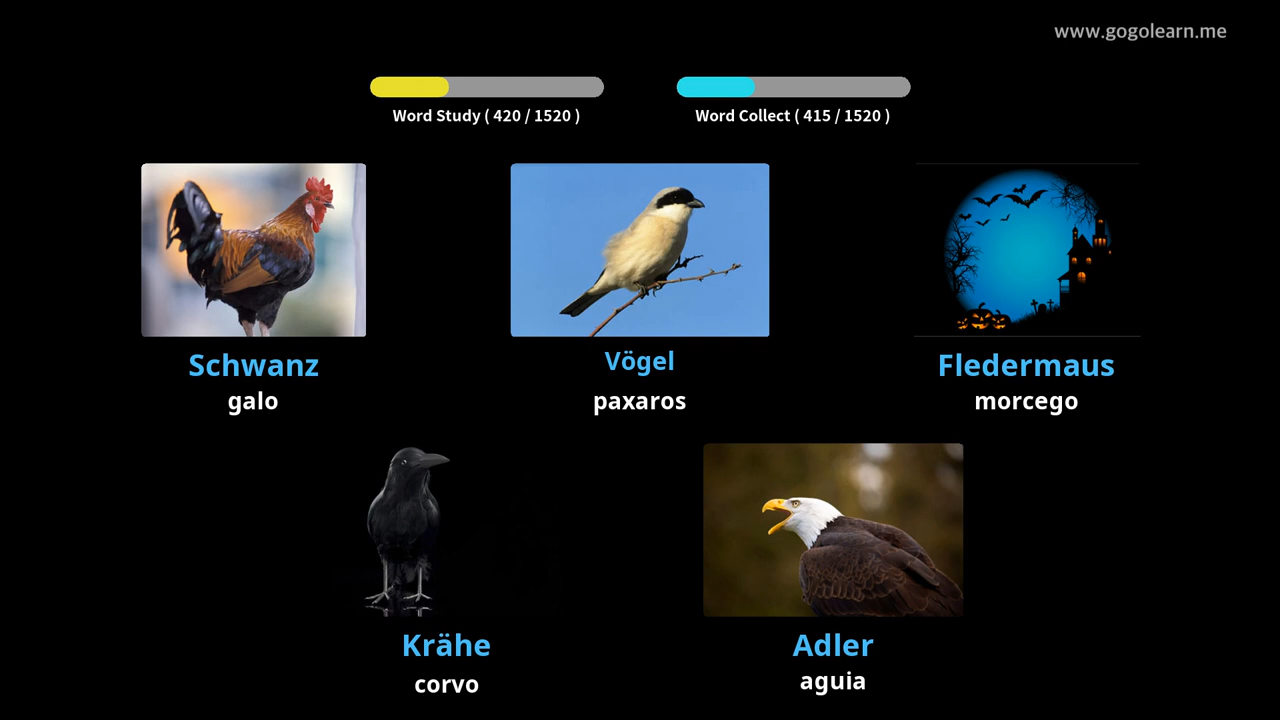 www.gogolearn.me
Word Study ( 420 / 1520 )
Word Collect ( 415 / 1520 )
Schwanz
galo
Vögel
paxaros
Fledermaus
morcego
Krähe
corvo
Adler
aguia